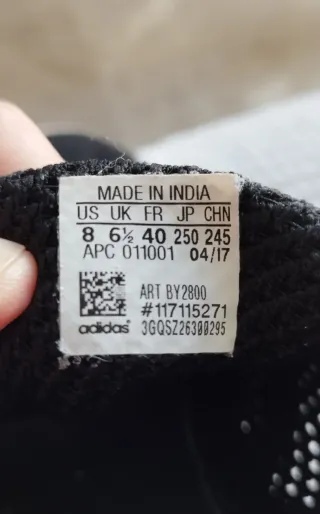 MADE IN INDIA
US UK FR JP CHN
8 6½ 40 250 245
APC 011001 04/17
ART BY2800
#117115271
adidas 3GQSZ26300295